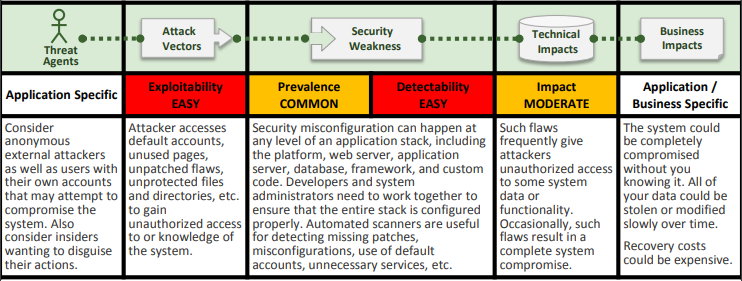 Threat
Agents
Attack
Vectors
Security
Weakness
Technical
Impacts
Business
Impacts
Application Specific
Exploitability
EASY
Prevalence
COMMON
Detectability
EASY
Impact
MODERATE
Application /
Business Specific
Consider
anonymous
external attackers
as well as users with
their own accounts
that may attempt to
compromise the
system. Also
consider insiders
wanting to disguise
their actions.
Attacker accesses
default accounts,
unused pages,
unpatched flaws,
unprotected files
and directories, etc.
to gain
unauthorized access
to or knowledge of
the system.
Security misconfiguration can happen at
any level of an application stack, including
the platform, web server, application
server, database, framework, and custom
code. Developers and system
administrators need to work together to
ensure that the entire stack is configured
properly. Automated scanners are useful
for detecting missing patches,
misconfigurations, use of default
accounts, unnecessary services, etc.
Such flaws
frequently give
attackers
unauthorized access
to some system
data or
functionality.
Occasionally, such
flaws result in a
complete system
compromise.
The system could
be completely
compromised
without you
knowing it. All of
your data could be
stolen or modified
slowly over time.
Recovery costs
could be expensive.